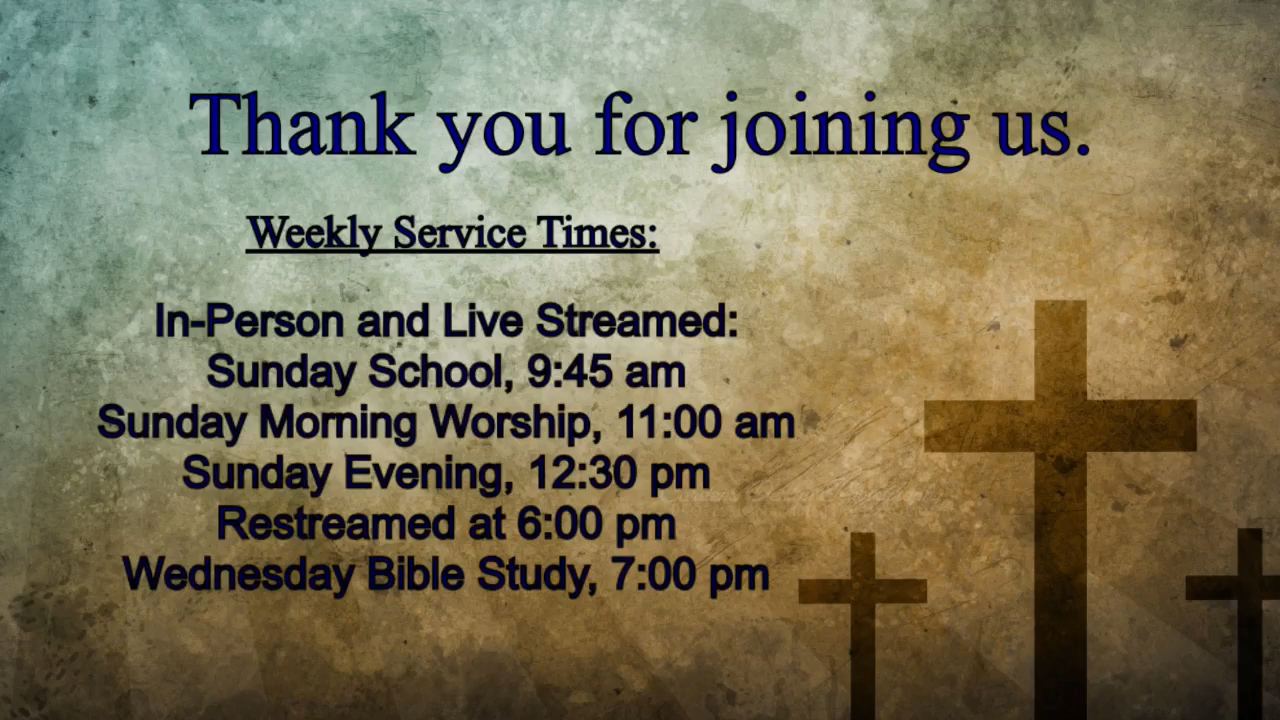 Thank you for joining us.
Weekly Service Times:
In-Person and Live Streamed:
Sunday School, 9:45 am
Sunday Morning Worship, 11:00 am
Sunday Evening, 12:30 pm
Restreamed at 6:00 pm
Wednesday Bible Study, 7:00 pm